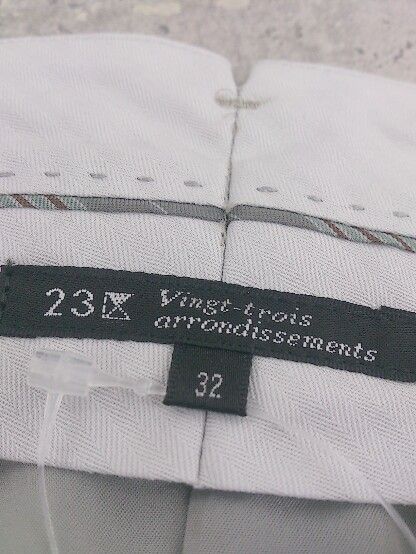 23区 Vingt-trois
arrondissements
32